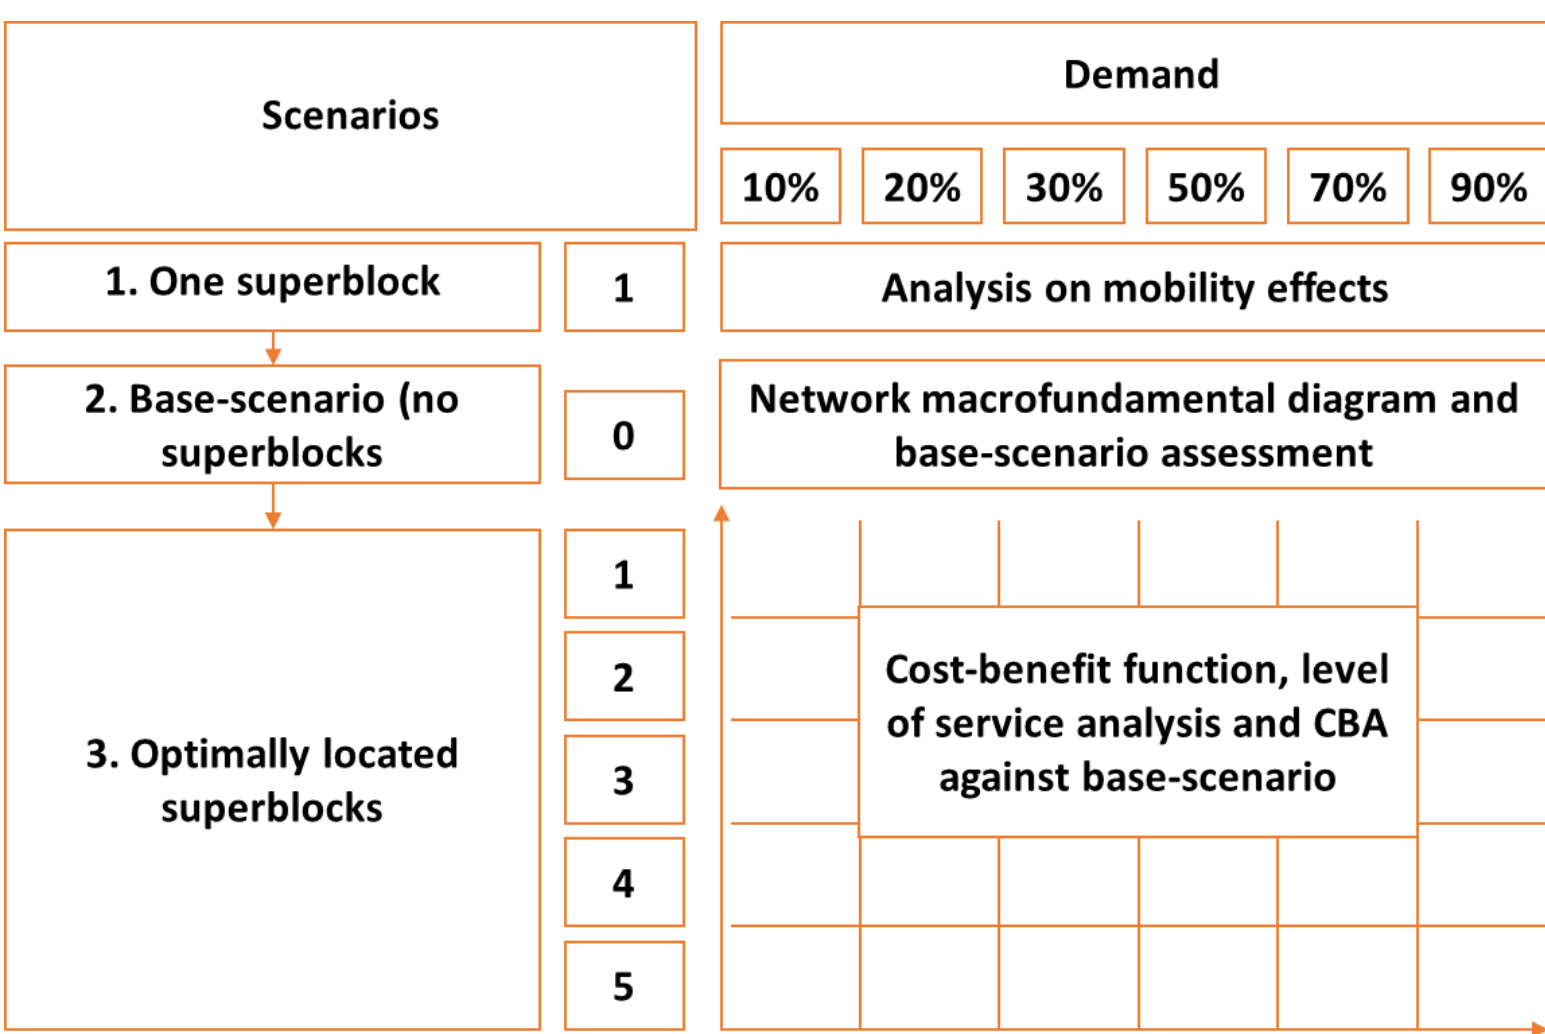 Scenarios
Demand
10% 20% 30% 50% 70% 90%
1. One superblock
1
Analysis on mobility effects
2. Base-scenario (no
superblocks
0
Network macrofundamental diagram and
base-scenario assessment
3. Optimally located
superblocks
1
2
3
4
5
Cost-benefit function, level
of service analysis and CBA
against base-scenario